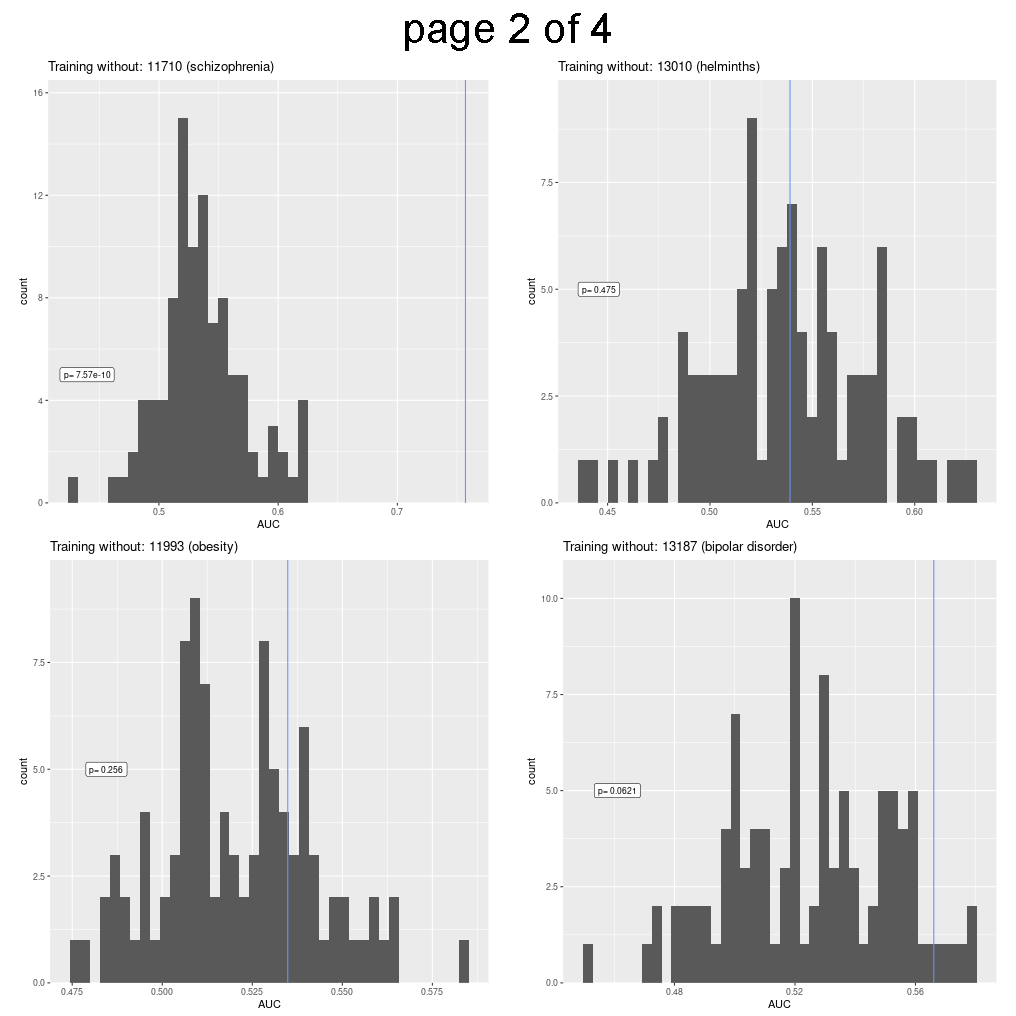 page 2 of 4
Training without: 11710 (schizophrenia)
16
12
8
4
0
count
p= 7.57e-10
0.5
0.6
0.7
AUC
Training without: 13010 (helminths)
7.5
5.0
2.5
0.0
count
p= 0.475
0.45
0.50
0.55
0.60
AUC
Training without: 11993 (obesity)
7.5
5.0
2.5
0.0
count
p= 0.256
0.475
0.500
0.525
0.550
0.575
AUC
Training without: 13187 (bipolar disorder)
10.0
7.5
5.0
2.5
0.0
count
p= 0.0621
0.48
0.52
0.56
AUC